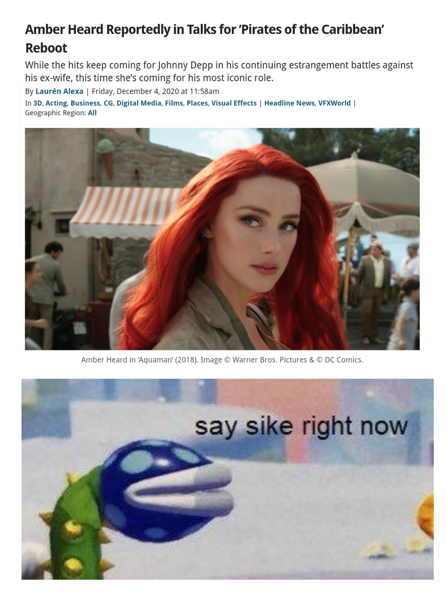 Amber Heard Reportedly in Talks for ‘Pirates of the Caribbean’
Reboot
While the hits keep coming for Johnny Depp in his continuing estrangement battles against
his ex-wife, this time she’s coming for his most iconic role.
By Laurén Alexa | Friday, December 4, 2020 at 11:58am
In 3D, Acting, Business, CG, Digital Media, Films, Places, Visual Effects | Headline News, VFXWorld |
Geographic Region: All
Amber Heard in ‘Aquaman’ (2018). Image © Warner Bros. Pictures & © DC Comics.
say sike right now